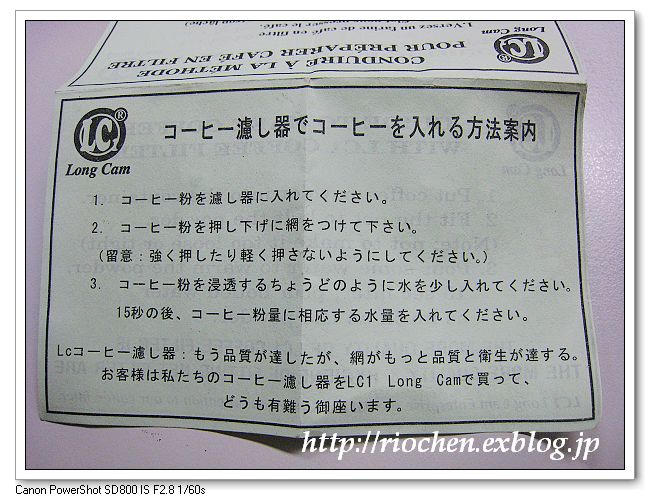 1. Versez un farine de café en filtre
Long Cam
POUR PREPARER CAFÉ EN FILTRE
CONDUIRE À LA MÉTHODE
LC
®
Long Cam
コーヒー濾し器でコーヒーを入れる方法案内
1. コーヒー粉を濾し器に入れてください。
2. コーヒー粉を押し下げに網をつけて下さい。
(留意：強く押したり軽く押さないようにしてください。)
3. コーヒー粉を浸透するちょうどのように水を少し入れてください。
15秒の後、コーヒー粉量に相応する水量を入れてください。
Lcコーヒー濾し器：もう品質が達したが、網がもっと品質と衛生が達する。
お客様は私たちのコーヒー濾し器をLC1 Long Camで買って、
どうも有難う御座います。
http://riochen.exblog.jp
Canon PowerShot SD800 IS F2.8 1/60s